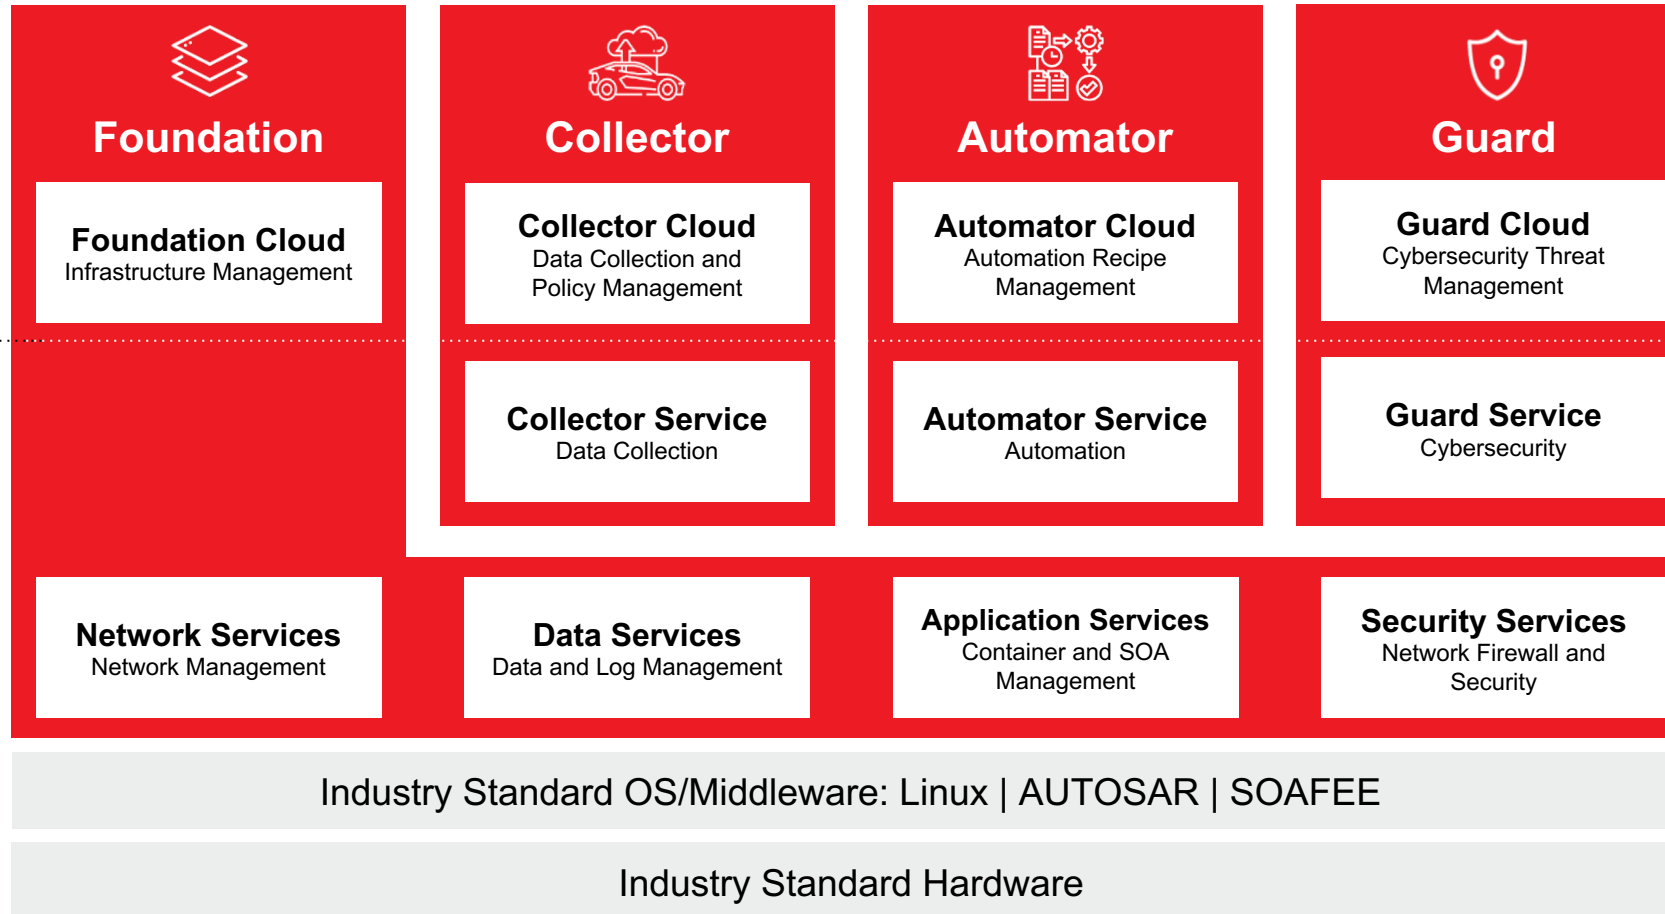 Foundation
Collector
Automator
Guard
Foundation Cloud
Infrastructure Management
Collector Cloud
Data Collection and
Policy Management
Automator Cloud
Automation Recipe
Management
Guard Cloud
Cybersecurity Threat
Management
Collector Service
Data Collection
Automator Service
Automation
Guard Service
Cybersecurity
Network Services
Network Management
Data Services
Data and Log Management
Application Services
Container and SOA
Management
Security Services
Network Firewall and
Security
Industry Standard OS/Middleware: Linux | AUTOSAR | SOAFEE
Industry Standard Hardware